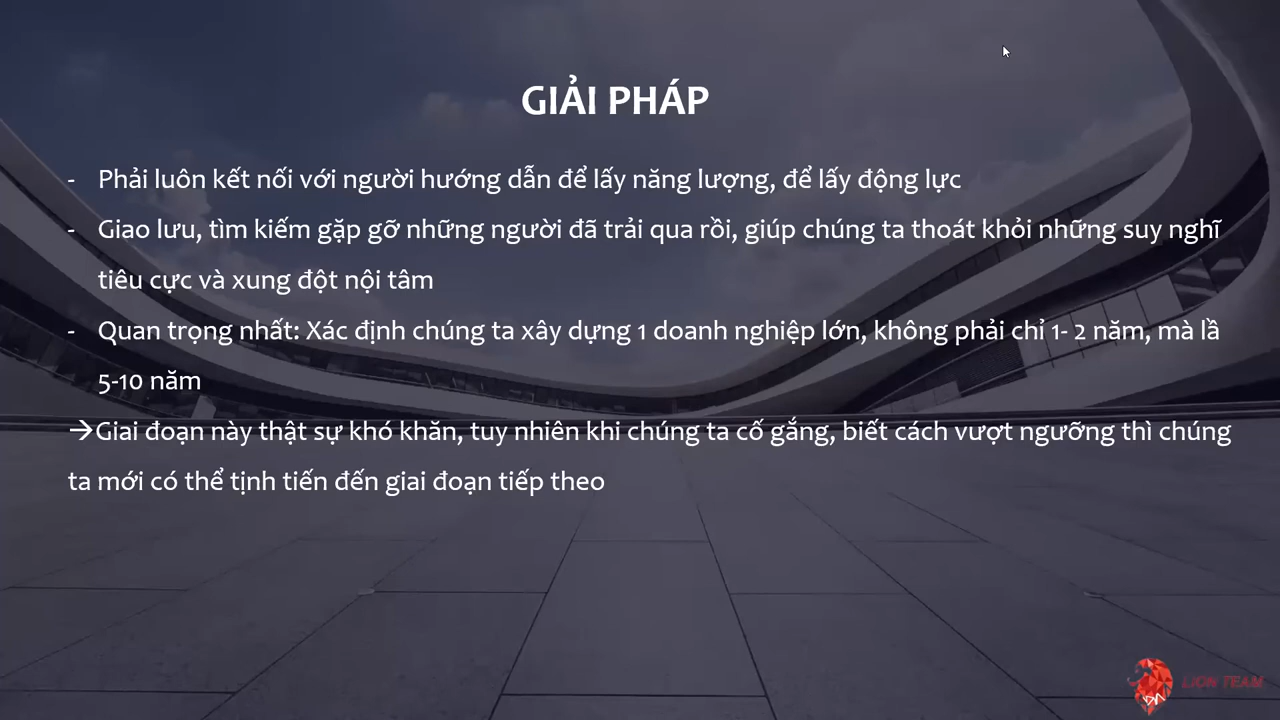 GIẢI PHÁP
- Phải luôn kết nối với người hướng dẫn để lấy năng lượng, để lấy động lực
- Giao lưu, tìm kiếm gặp gỡ những người đã trải qua rồi, giúp chúng ta thoát khỏi những suy nghĩ
tiêu cực và xung đột nội tâm
- Quan trọng nhất: Xác định chúng ta xây dựng 1 doanh nghiệp lớn, không phải chỉ 1- 2 năm, mà lầ
5-10 năm
→Giai đoạn này thật sự khó khăn, tuy nhiên khi chúng ta cố gắng, biết cách vượt ngưỡng thì chúng
ta mới có thể tịnh tiến đến giai đoạn tiếp theo
LION TEAM